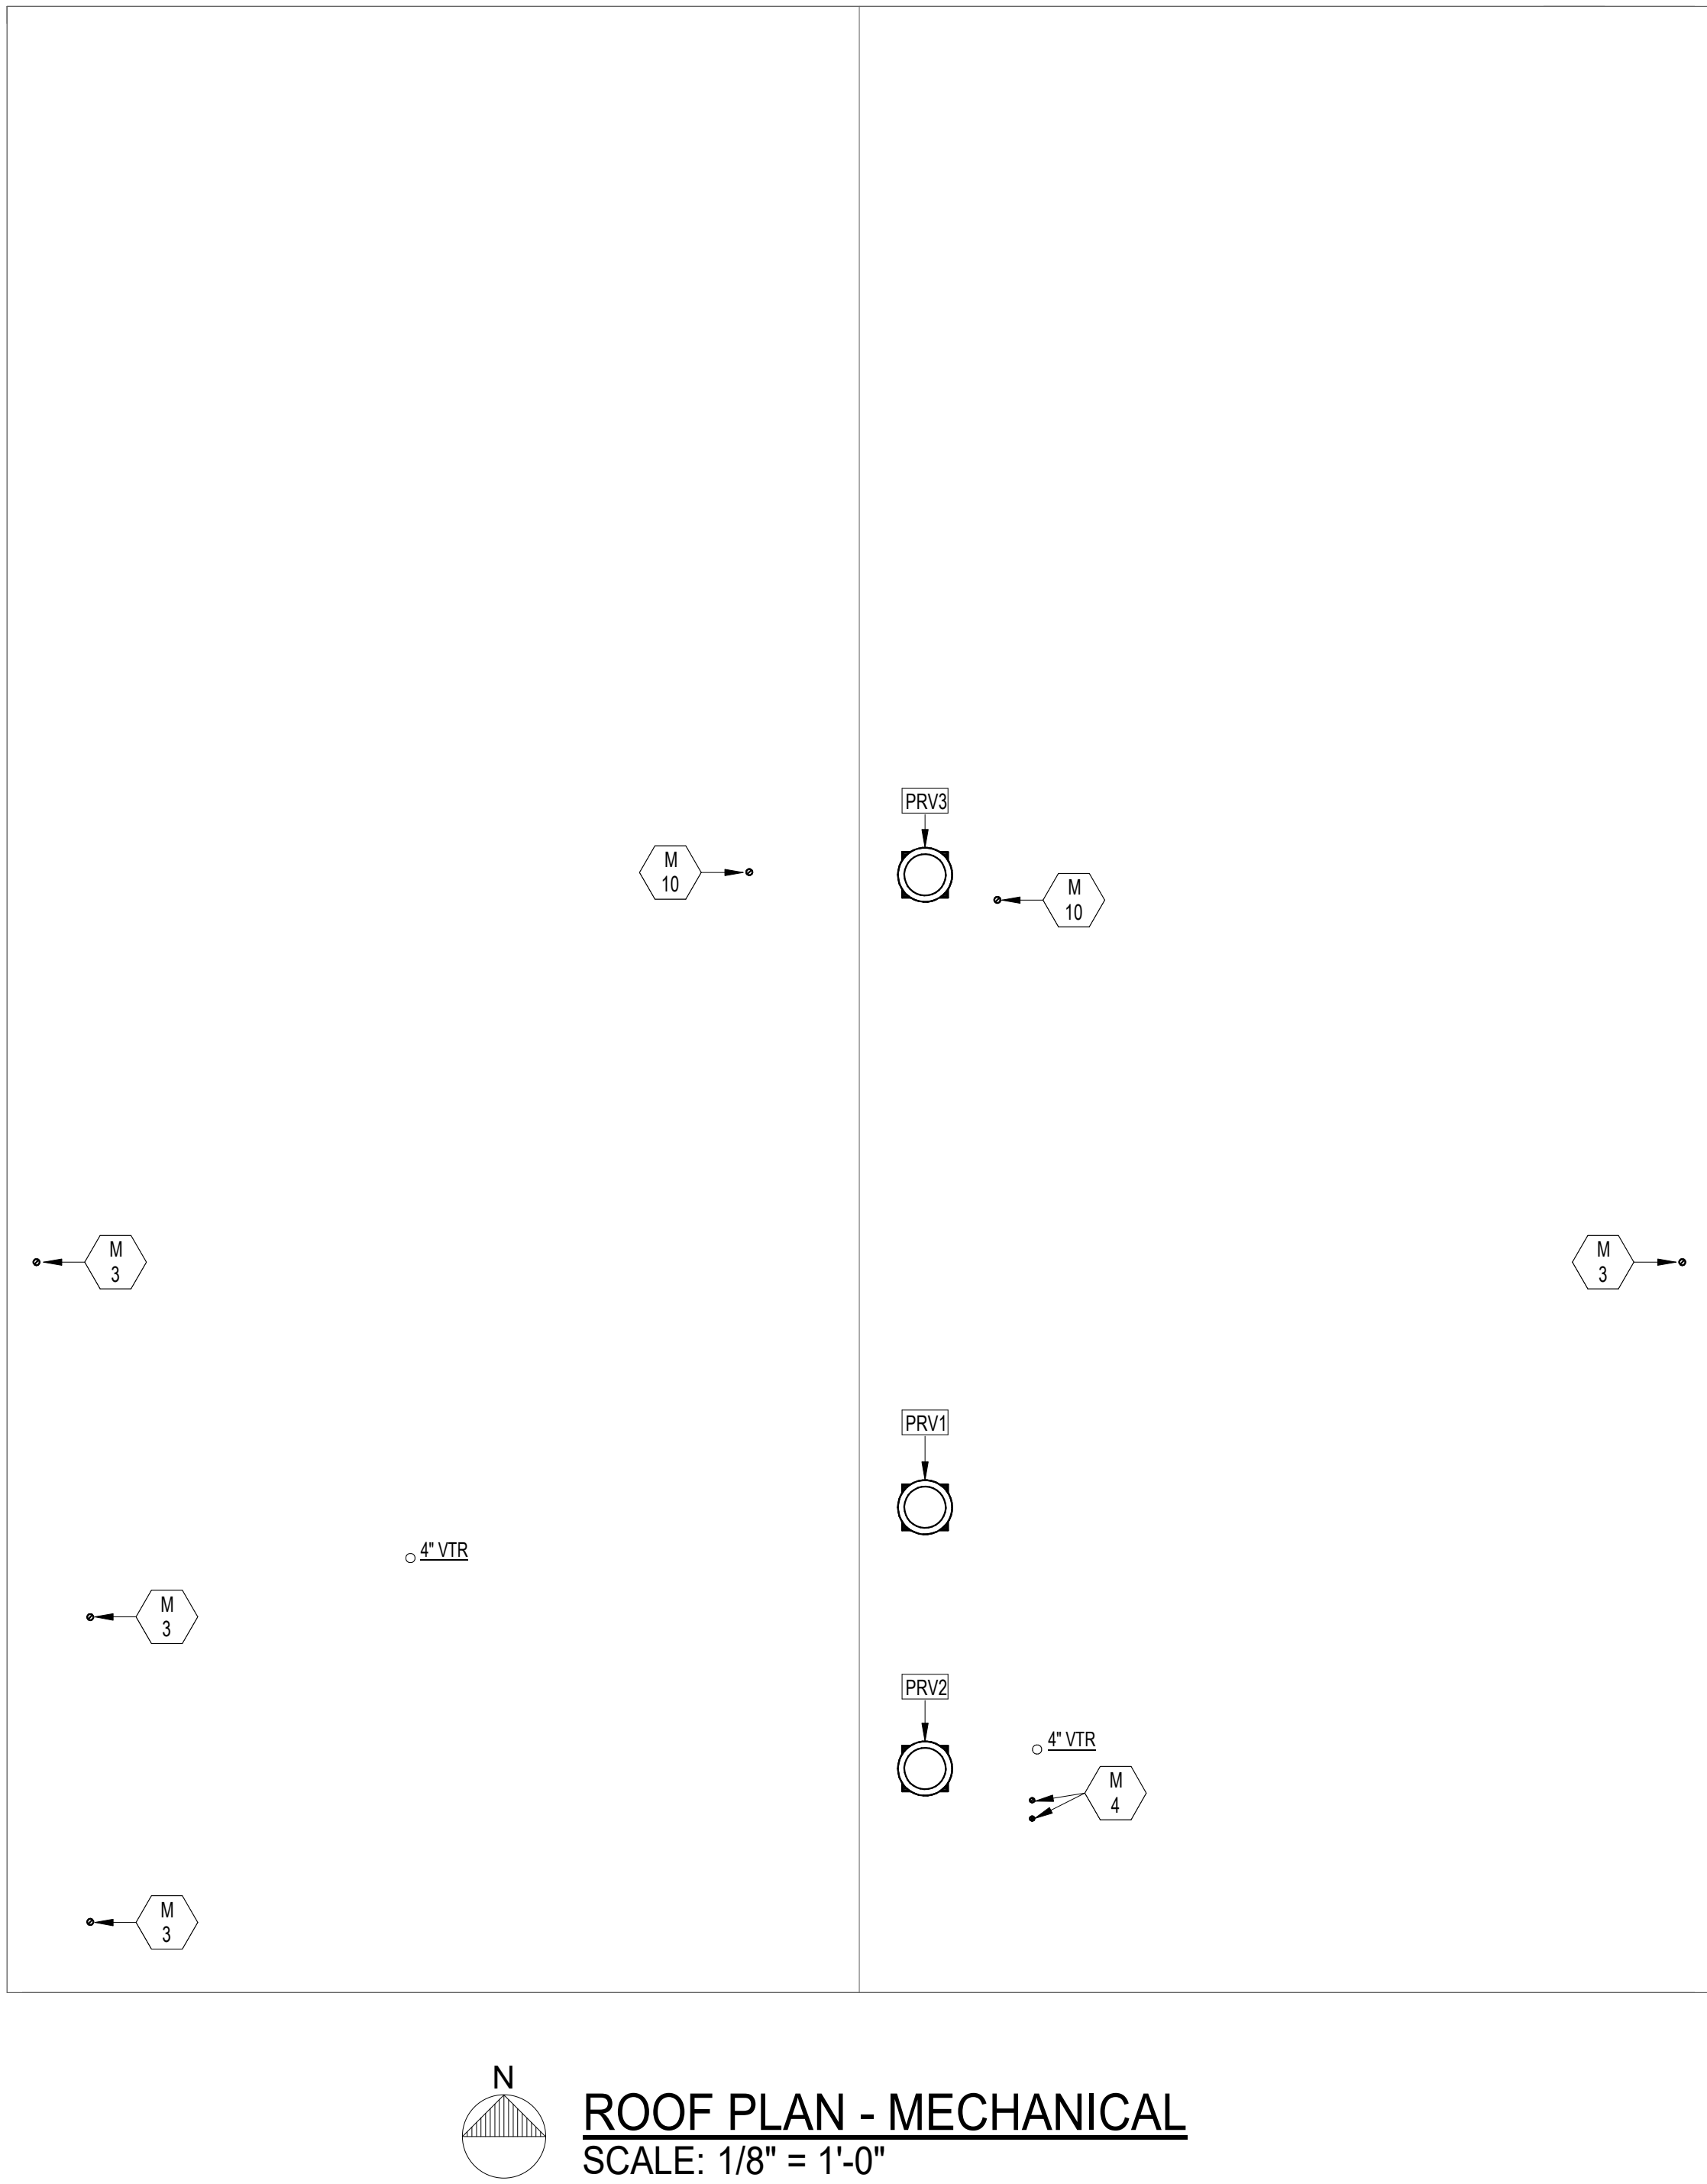 PRV3
M
10
M
10
M
3
M
3
PRV1
4" VTR
M
3
PRV2
4" VTR
M
4
M
3
N
ROOF PLAN - MECHANICAL
SCALE: 1/8" = 1'-0"